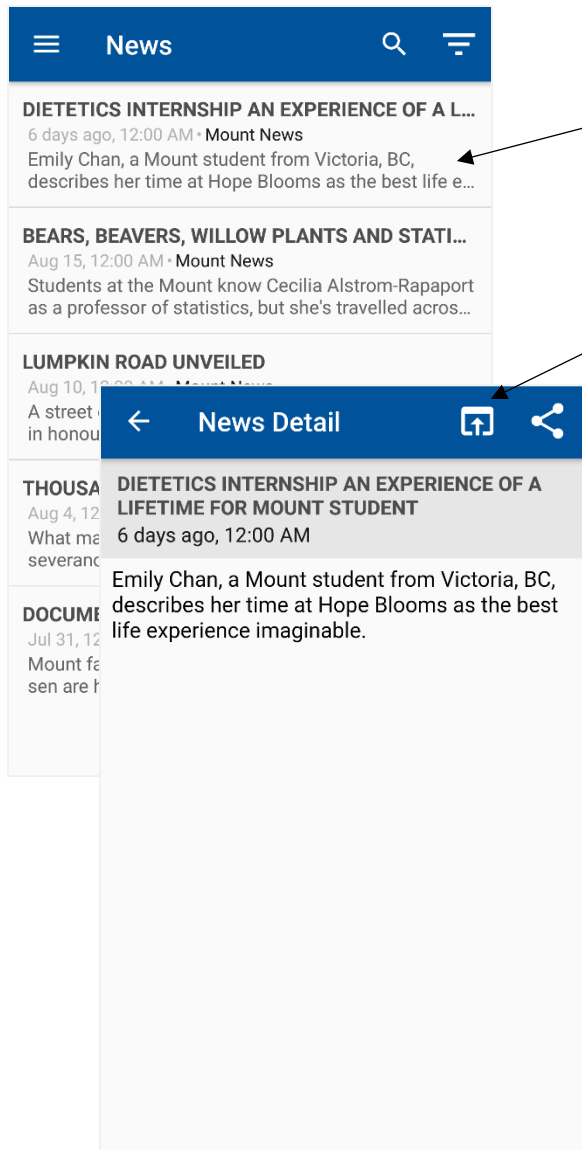 News
DIETETICS INTERNSHIP AN EXPERIENCE OF A L...
6 days ago, 12:00 AM • Mount News
Emily Chan, a Mount student from Victoria, BC,
describes her time at Hope Blooms as the best life e...
BEARS, BEAVERS, WILLOW PLANTS AND STATI...
Aug 15, 12:00 AM • Mount News
Students at the Mount know Cecilia Alstrom-Rapaport
as a professor of statistics, but she's travelled acros...
LUMPKIN ROAD UNVEILED
Aug 10, 12:00 AM • Mount News
A street
in honou
THOUSA
Aug 4, 12
What ma
severanc
DOCUME
Jul 31, 12
Mount fa
sen are h
News Detail
DIETETICS INTERNSHIP AN EXPERIENCE OF A
LIFETIME FOR MOUNT STUDENT
6 days ago, 12:00 AM
Emily Chan, a Mount student from Victoria, BC,
describes her time at Hope Blooms as the best
life experience imaginable.